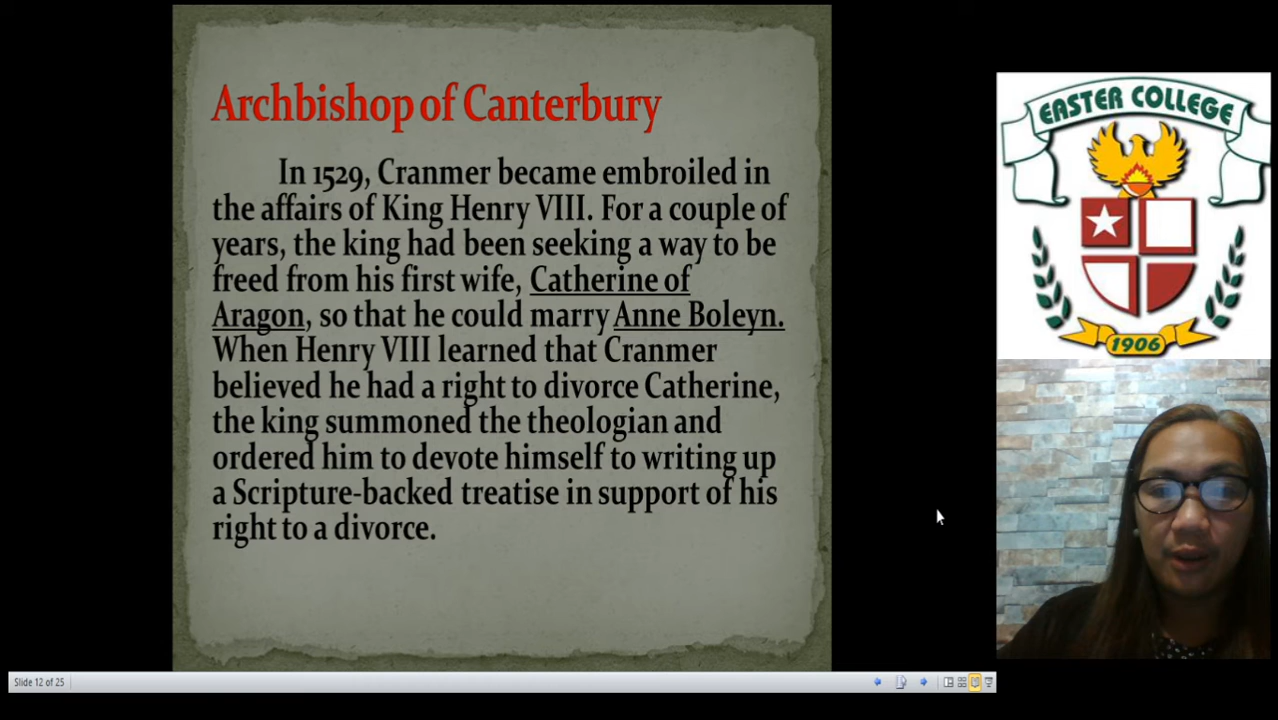 Archbishop of Canterbury
In 1529, Cranmer became embroiled in
the affairs of King Henry VIII. For a couple of
years, the king had been seeking a way to be
freed from his first wife, Catherine of
Aragon, so that he could marry Anne Boleyn.
When Henry VIII learned that Cranmer
believed he had a right to divorce Catherine,
the king summoned the theologian and
ordered him to devote himself to writing up
a Scripture-backed treatise in support of his
right to a divorce.
EASTER COLLEGE
1906
Slide 12 of 25